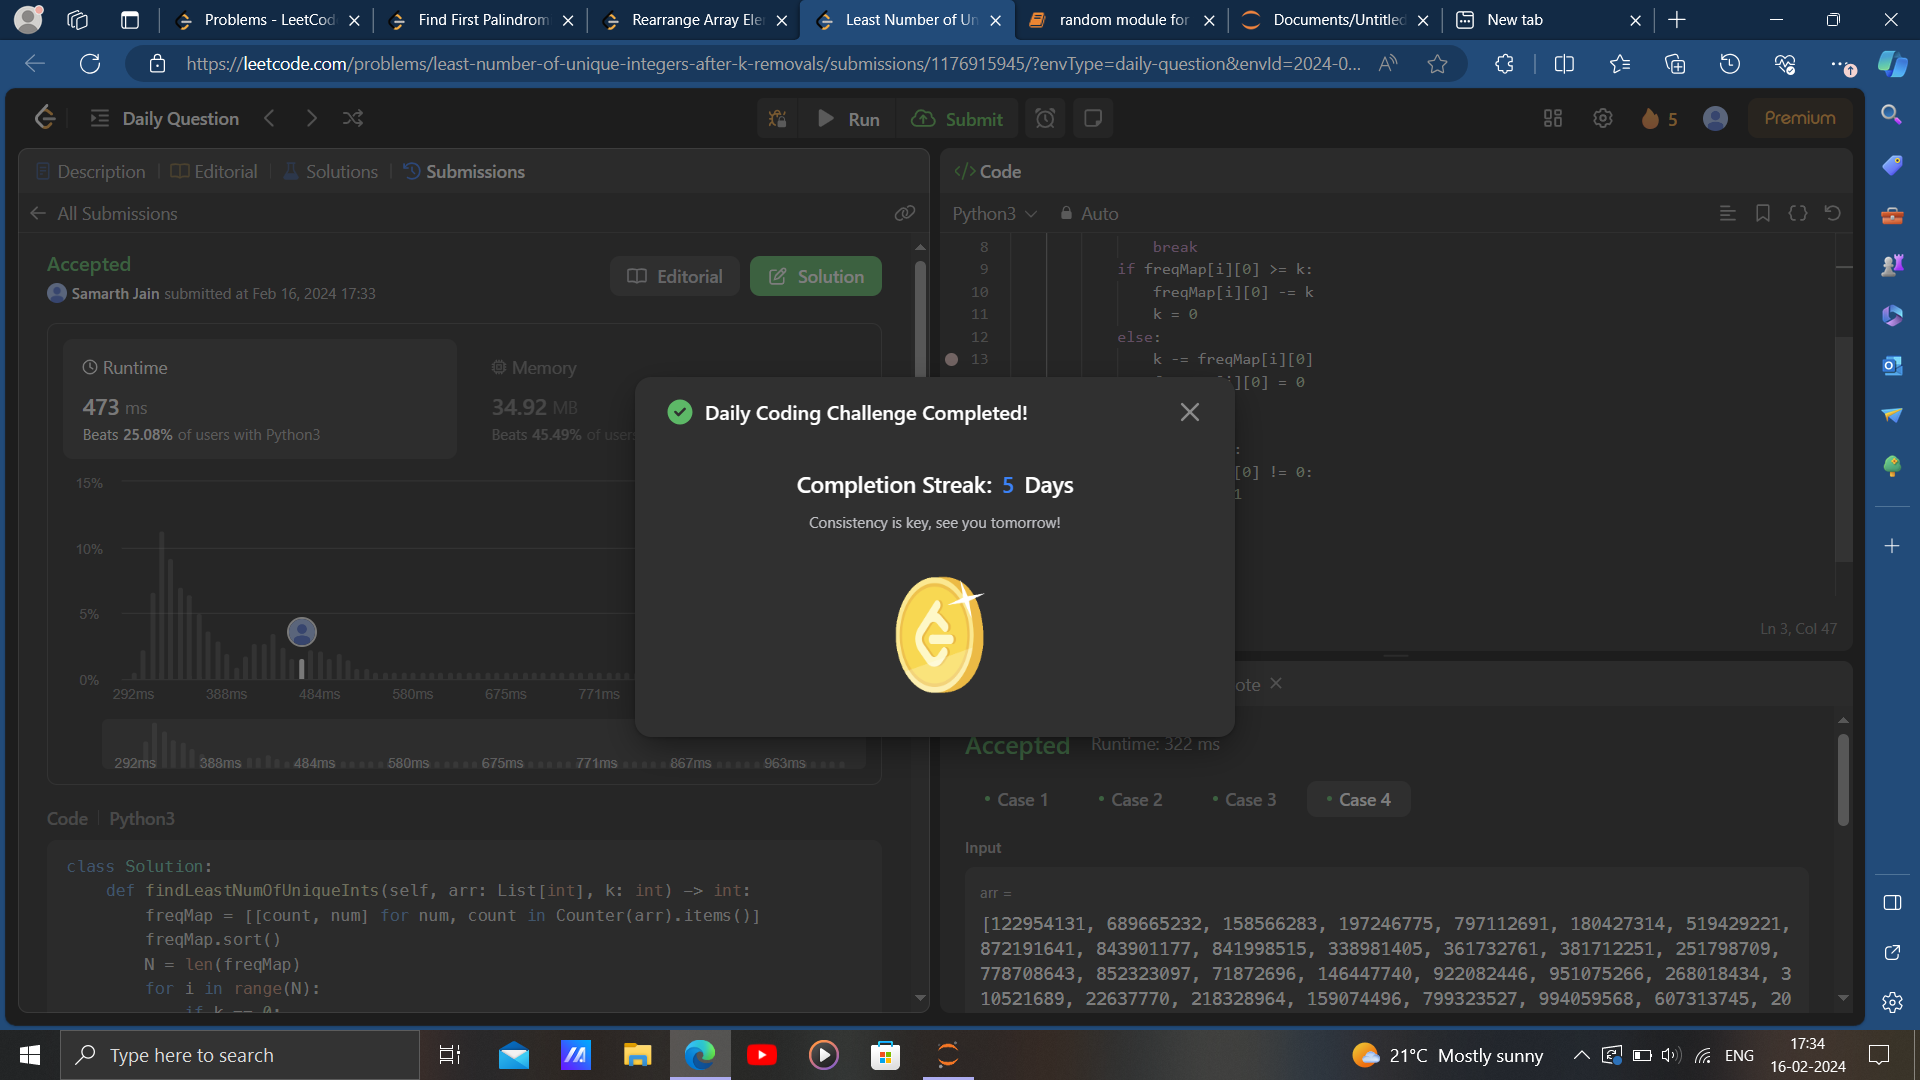 Problems - LeetCod
Find First Palindrom
Rearrange Array Ele
Least Number of Un
random module for
Documents/Untitled
New tab
https://leetcode.com/problems/least-number-of-unique-integers-after-k-removals/submissions/1176915945/?envType=daily-question&envId=2024-0...
Daily Question
Run
Submit
5
Premium
Description
Editorial
Solutions
Submissions
All Submissions
Accepted
Samarth Jain submitted at Feb 16, 2024 17:33
Editorial
Solution
Runtime
473 ms
Beats 25.08% of users with Python3
Memory
34.92 MB
Beats 45.49% of users
15%
10%
5%
0%
292ms 388ms 484ms 580ms 675ms 771ms
292ms 388ms 484ms 580ms 675ms 771ms 867ms 963ms
Code Python3
class Solution:
def findLeastNumOfUniqueInts(self, arr: List[int], k: int) -> int:
freqMap = [[count, num] for num, count in Counter(arr).items()]
freqMap.sort()
N = len(freqMap)
for i in range(N):
if k == 0:
Daily Coding Challenge Completed!
Completion Streak: 5 Days
Consistency is key, see you tomorrow!
</> Code
Python3
Auto
8 break
9 if freqMap[i][0] >= k:
10 freqMap[i][0] -= k
11 k = 0
12 else:
13 k -= freqMap[i][0]
][0] = 0
:
[0] != 0:
1
Ln 3, Col 47
ote
Accepted Runtime: 322 ms
• Case 1 • Case 2 • Case 3 • Case 4
Input
arr =
[122954131, 689665232, 158566283, 197246775, 797112691, 180427314, 519429221,
872191641, 843901177, 841998515, 338981405, 361732761, 381712251, 251798709,
778708643, 852323097, 71872696, 146447740, 922082446, 951075266, 268018434, 3
10521689, 22637770, 218328964, 159074496, 799323527, 994059568, 607313745, 20
Type here to search
21°C Mostly sunny
ENG
17:34
16-02-2024